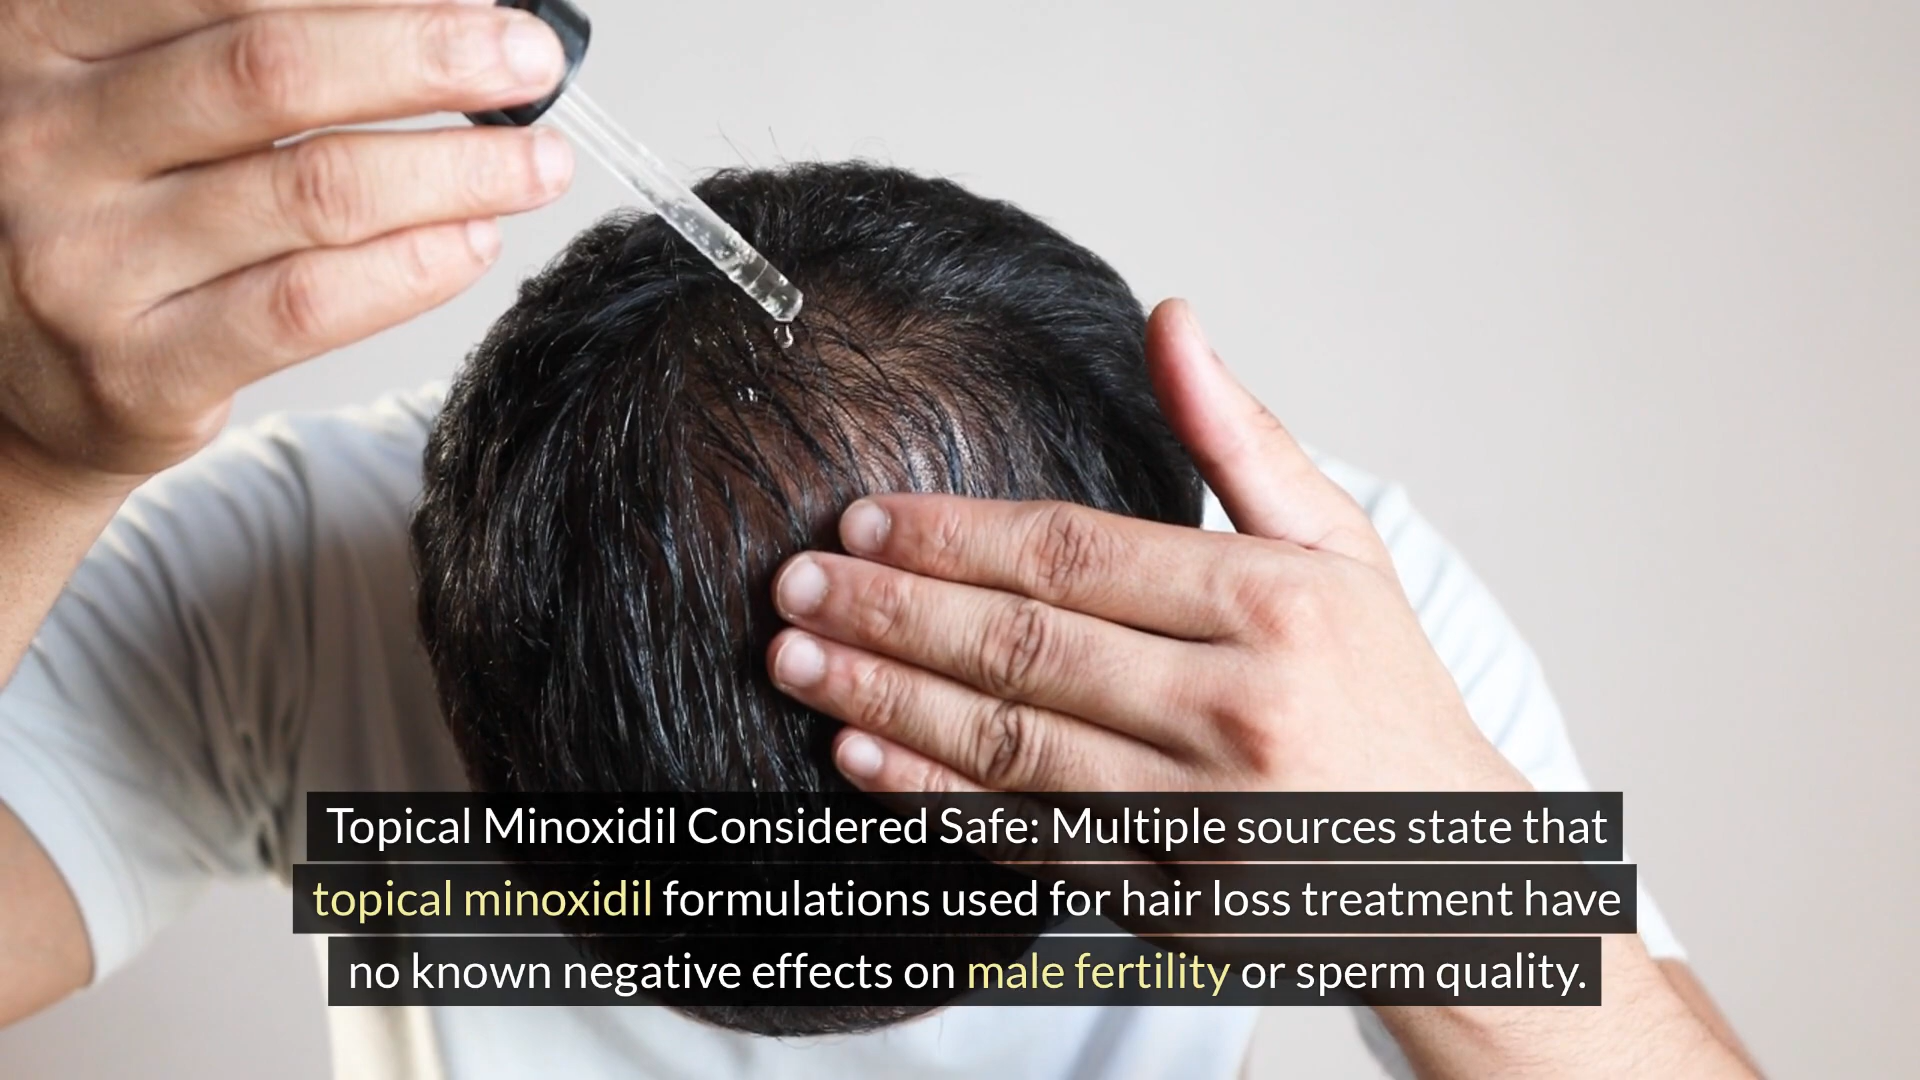 Topical Minoxidil Considered Safe: Multiple sources state that
topical minoxidil formulations used for hair loss treatment have
no known negative effects on male fertility or sperm quality.